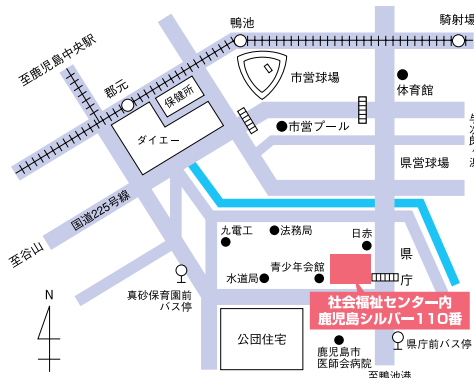 鴨池
騎射場
至鹿児島中央駅
郡元
保健所
市営球場
体育館
ダイエー
市営プール
県営球場
国道225号線
至谷山
九電工
法務局
日赤
県庁
水道局
青少年会館
真砂保育園前
バス停
N
社会福祉センター内
鹿児島シルバー110番
公団住宅
鹿児島市
医師会病院
県庁前バス停
至鴨池港